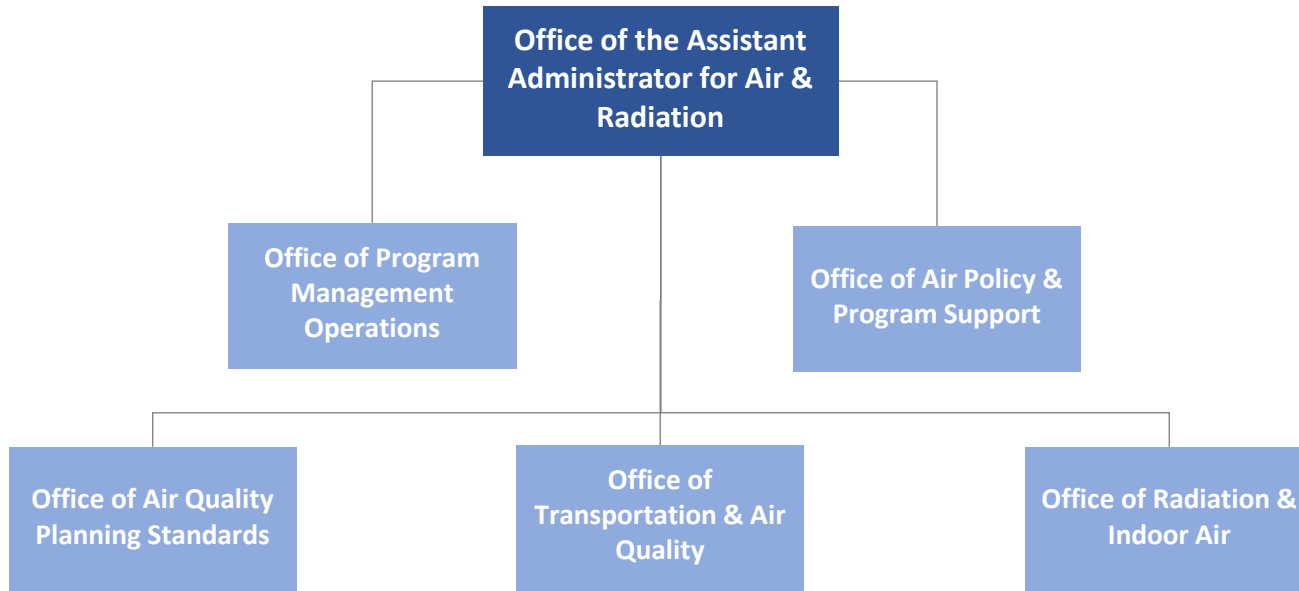 Office of the Assistant
Administrator for Air &
Radiation
Office of Program
Management
Operations
Office of Air Policy &
Program Support
Office of Air Quality
Planning Standards
Office of
Transportation & Air
Quality
Office of Radiation &
Indoor Air